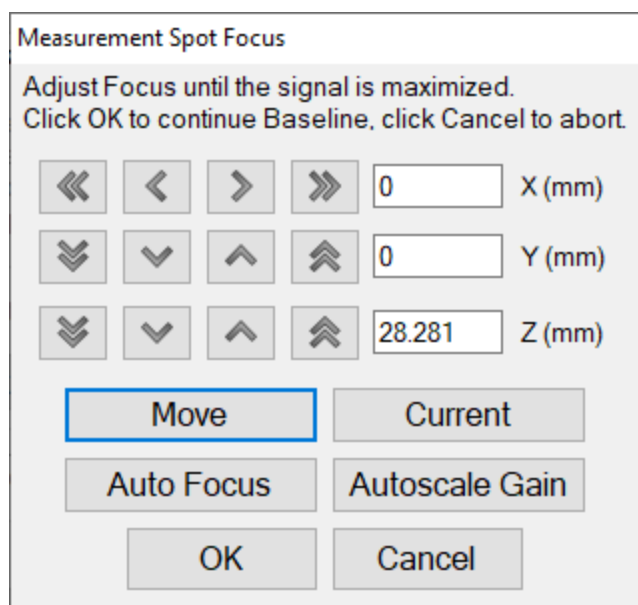 Measurement Spot Focus
Adjust Focus until the signal is maximized.
Click OK to continue Baseline, click Cancel to abort.
0 X (mm)
0 Y (mm)
28.281 Z (mm)
Move Current
Auto Focus Autoscale Gain
OK Cancel